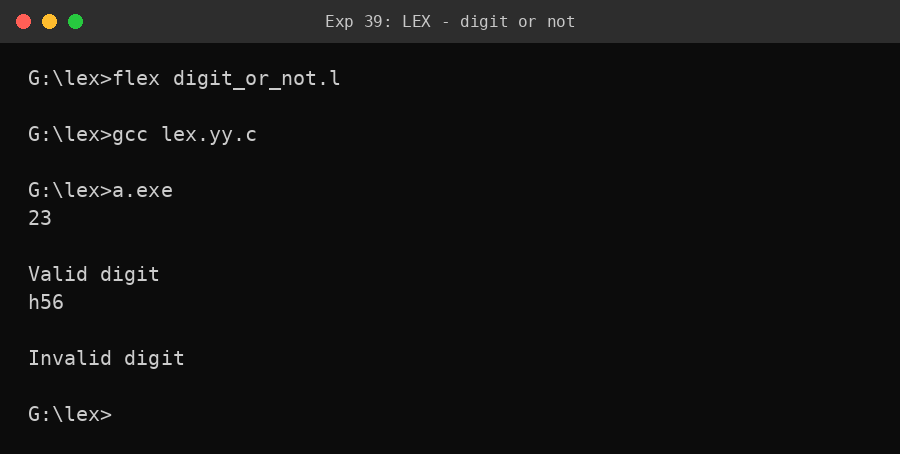 Exp 39: LEX - digit or not
G:\lex>flex digit_or_not.l
G:\lex>gcc lex.yy.c
G:\lex>a.exe
23
Valid digit
h56
Invalid digit
G:\lex>